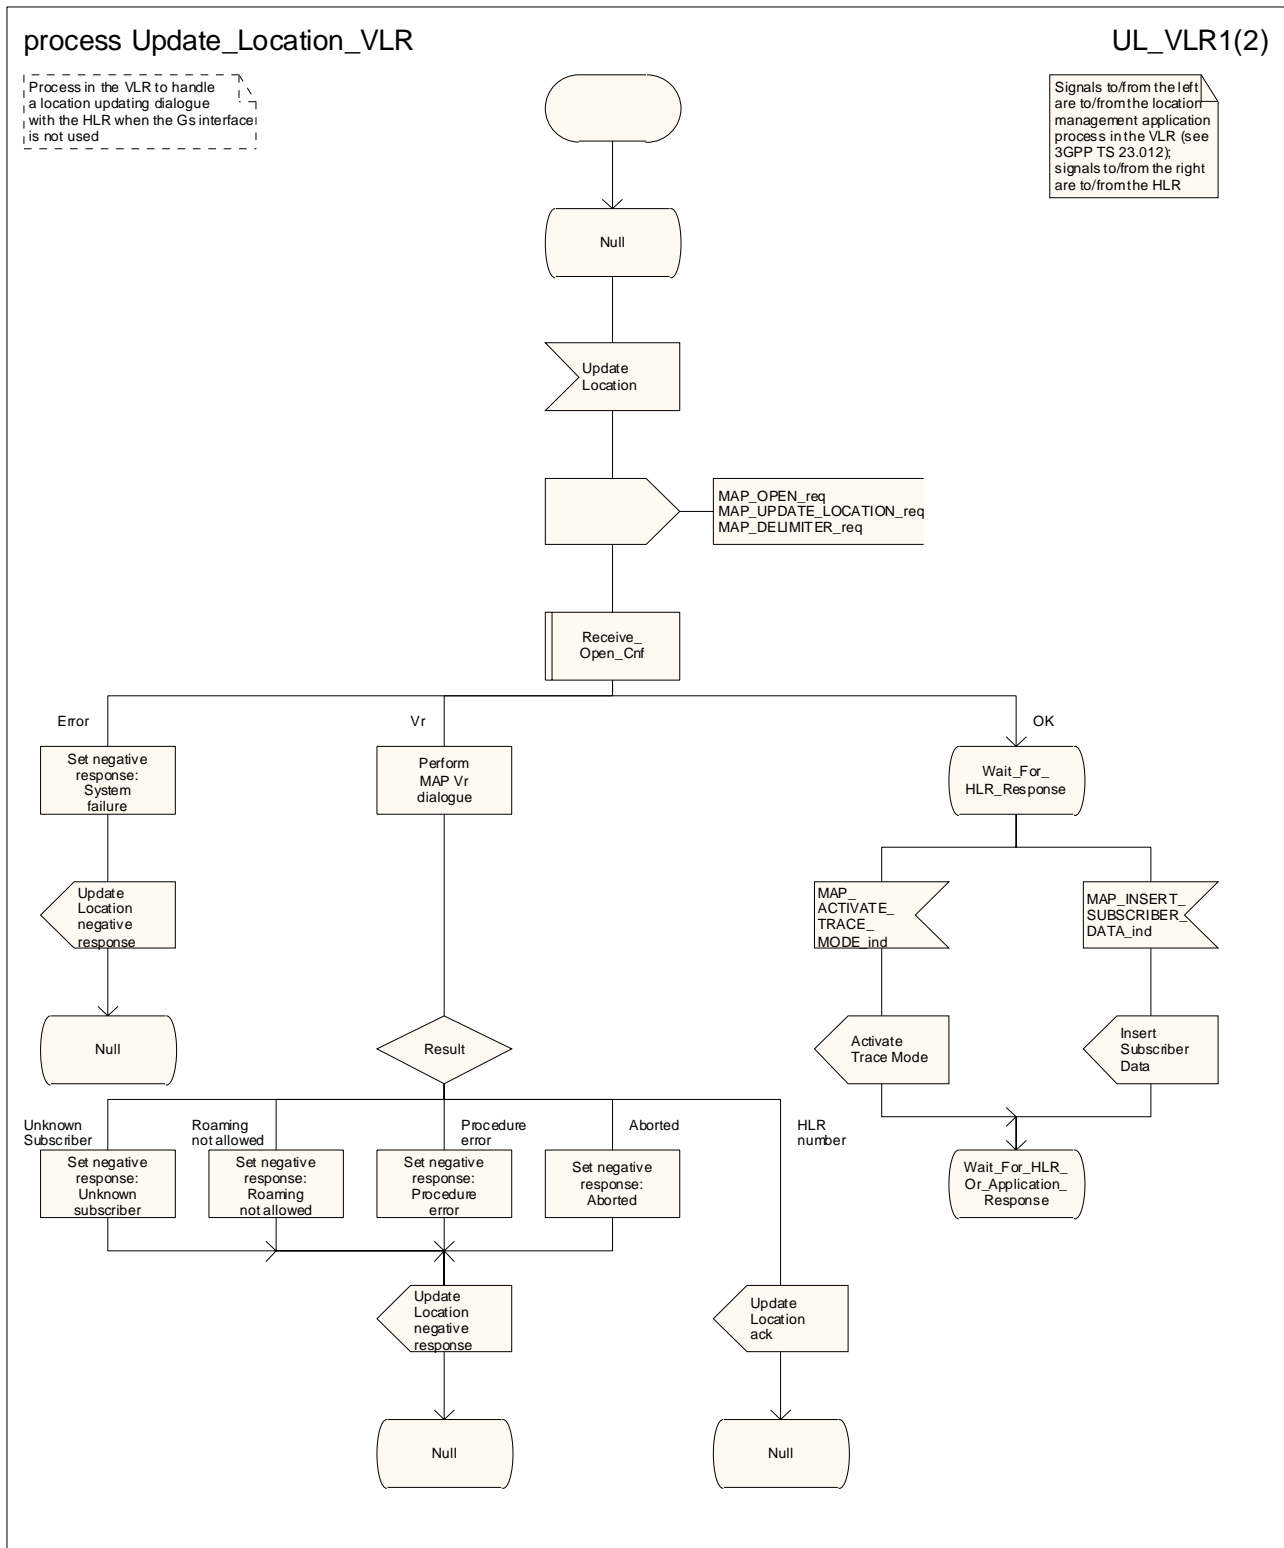 process Update_Location_VLR
UL_VLR1(2)
Process in the VLR to handle
a location updating dialogue
with the HLR when the Gs interface
is not used
Signals to/from the left
are to/from the location
management application
process in the VLR (see
3GPP TS 23.012);
signals to/from the right
are to/from the HLR
Null
Update
Location
MAP_OPEN_req
MAP_UPDATE_LOCATION_req
MAP_DELIMITER_req
Receive_
Open_Cnf
Error
Vr
OK
Set negative
response:
System
failure
Perform
MAP Vr
dialogue
Wait_For_
HLR_Response
Update
Location
negative
response
MAP_
ACTIVATE_
TRACE_
MODE_ind
MAP_INSERT_
SUBSCRIBER_
DATA_ind
Null
Result
Activate
Trace Mode
Insert
Subscriber
Data
Unknown
Subscriber
Roaming
not allowed
Procedure
error
Aborted
HLR
number
Set negative
response:
Unknown
subscriber
Set negative
response:
Roaming
not allowed
Set negative
response:
Procedure
error
Set negative
response:
Aborted
Wait_For_HLR_
Or_Application_
Response
Update
Location
negative
response
Update
Location
ack
Null
Null